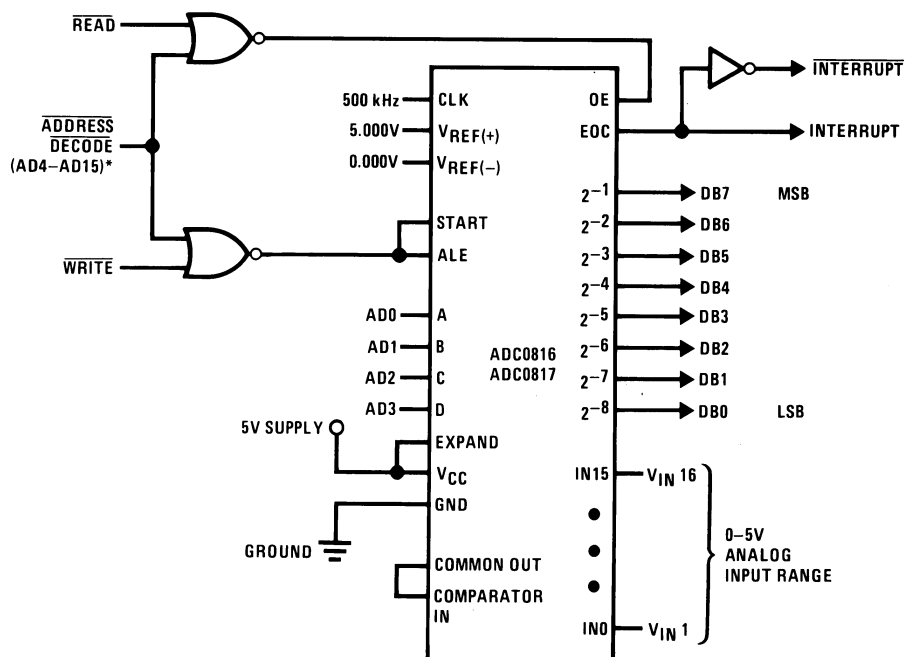 READ
ADDRESS
DECODE
(AD4–AD15)*
WRITE
500 kHz
5.000V
0.000V
AD0
AD1
AD2
AD3
5V SUPPLY
GROUND
CLK
VREF(+)
VREF(−)
START
ALE
A
B
C
D
EXPAND
VCC
GND
COMMON OUT
COMPARATOR
IN
ADC0816
ADC0817
OE
EOC
2−1
2−2
2−3
2−4
2−5
2−6
2−7
2−8
IN15
IN0
INTERRUPT
INTERRUPT
DB7 MSB
DB6
DB5
DB4
DB3
DB2
DB1
DB0 LSB
VIN 16
VIN 1
0–5V
ANALOG
INPUT RANGE